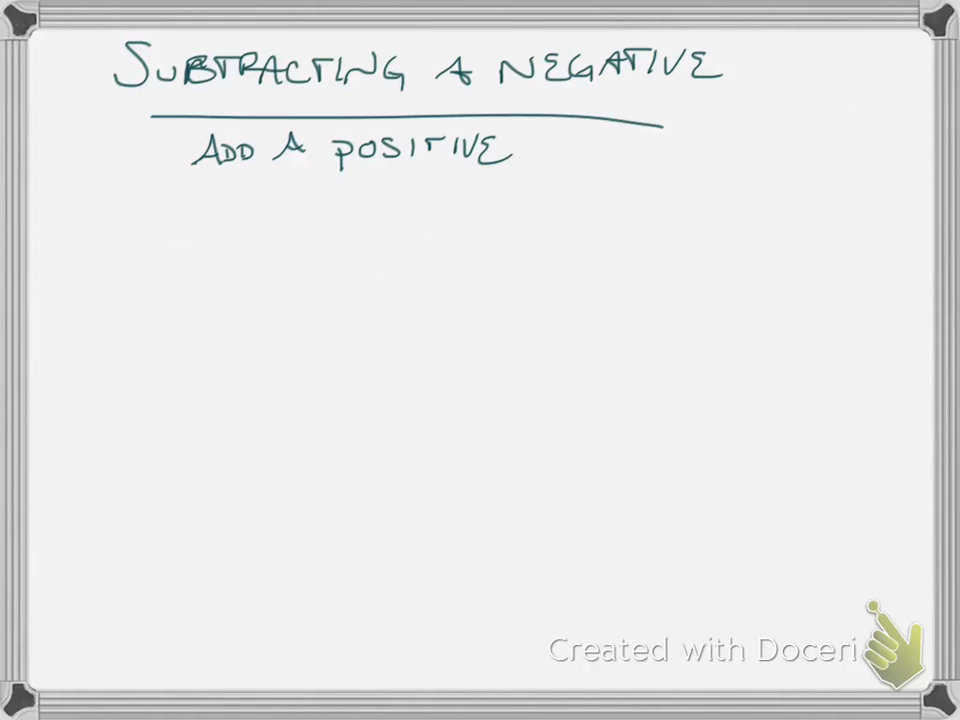 SUBTRACTING A NEGATIVE
ADD A POSITIVE
Created with Doceri